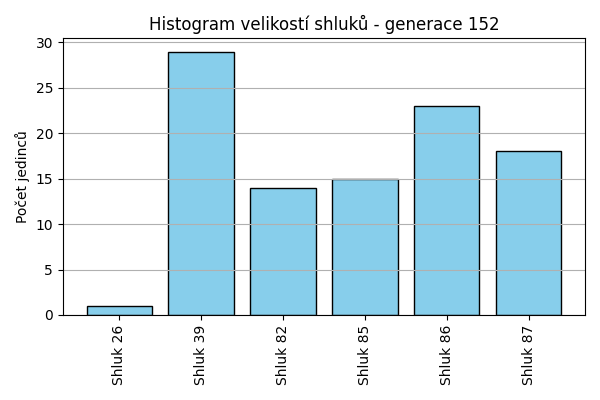 Histogram velikostí shluků - generace 152
Počet jedinců
30
25
20
15
10
5
0
Shluk 26
Shluk 39
Shluk 82
Shluk 85
Shluk 86
Shluk 87